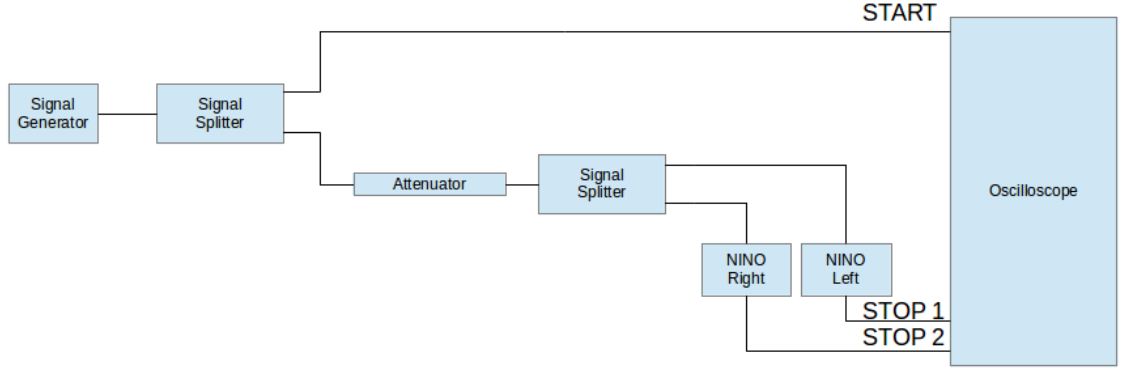 START
Signal
Generator
Signal
Splitter
Attenuator
Signal
Splitter
Oscilloscope
NINO
Right
NINO
Left
STOP 1
STOP 2